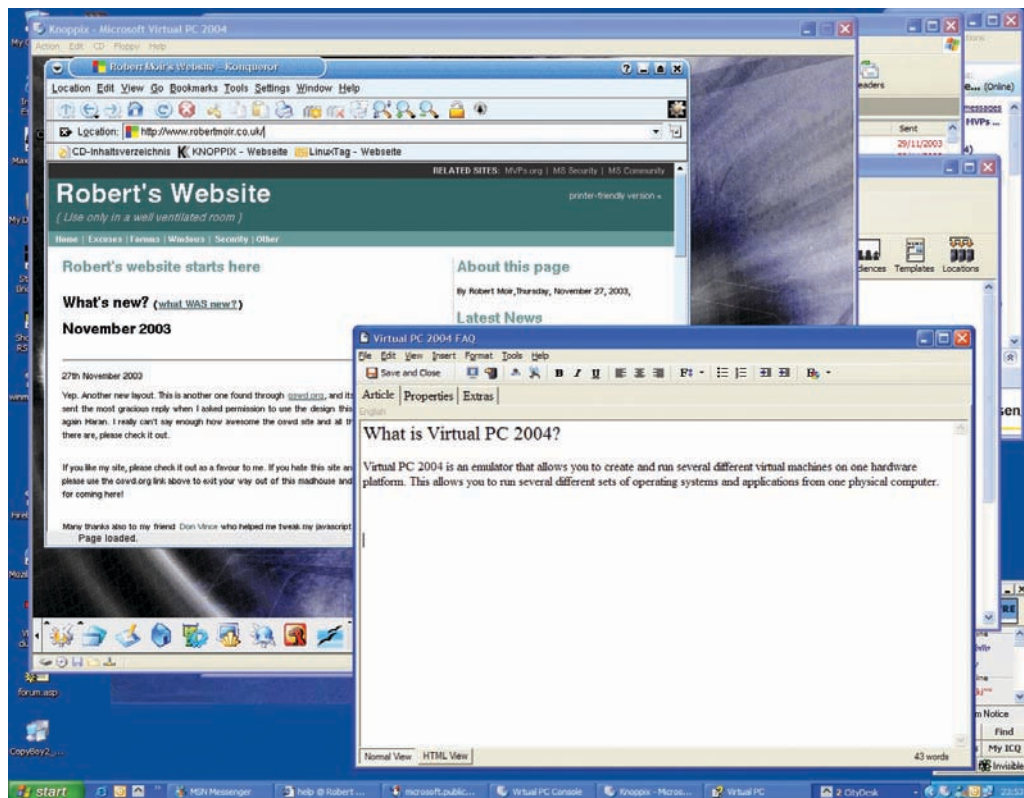 Knoppix - Microsoft Virtual PC 2004
Action Edit CD Floppy Help
Robert Moir's Website - Konqueror
Location Edit View Go Bookmarks Tools Settings Window Help
Location: http://www.robertmoir.co.uk/
CD-Inhaltsverzeichnis KNOPPIX - Webseite LinuxTag - Webseite
RELATED SITES: MVPs.org | MS Security | MS Community
Robert's Website
printer-friendly version «
( Use only in a well ventilated room )
Home | Excuses | Forums | Windows | Security | Other
Robert's website starts here
What's new? (what WAS new?)
November 2003
27th November 2003
Yep. Another new layout. This is another one found through oswd.org, and its
sent the most gracious reply when I asked permission to use the design this
again Haran. I really can't say enough how awesome the oswd site and all th
there are, please check it out.
If you like my site, please check it out as a favour to me. If you hate this site an
please use the oswd.org link above to exit your way out of this madhouse and
for coming here!
Many thanks also to my friend Don Vince who helped me tweak my javascript
Page loaded.
About this page
By Robert Moir, Thursday, November 27, 2003,
Latest News
(Online)
messages
MVPs ...
Sent
29/11/2003
Templates Locations
Virtual PC 2004 FAQ
File Edit View Insert Format Tools Help
Save and Close
Article Properties Extras
English
What is Virtual PC 2004?
Virtual PC 2004 is an emulator that allows you to create and run several different virtual machines on one hardware
platform. This allows you to run several different sets of operating systems and applications from one physical computer.
Normal View HTML View
43 words
Notice
Find
My ICQ
Invisible
forum.asp
CopyBoy2_...
start
MSN Messenger
help @ Robert ...
microsoft.public...
Virtual PC Console
Knoppix - Micros...
Virtual PC
2 CityDesk
22:53